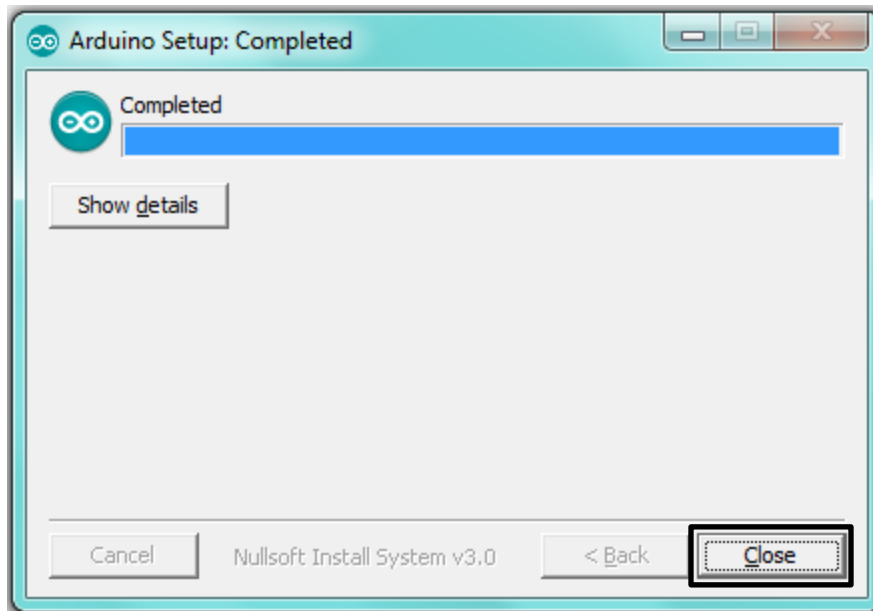 Arduino Setup: Completed
Completed
Show details
Cancel
Nullsoft Install System v3.0
< Back
Close